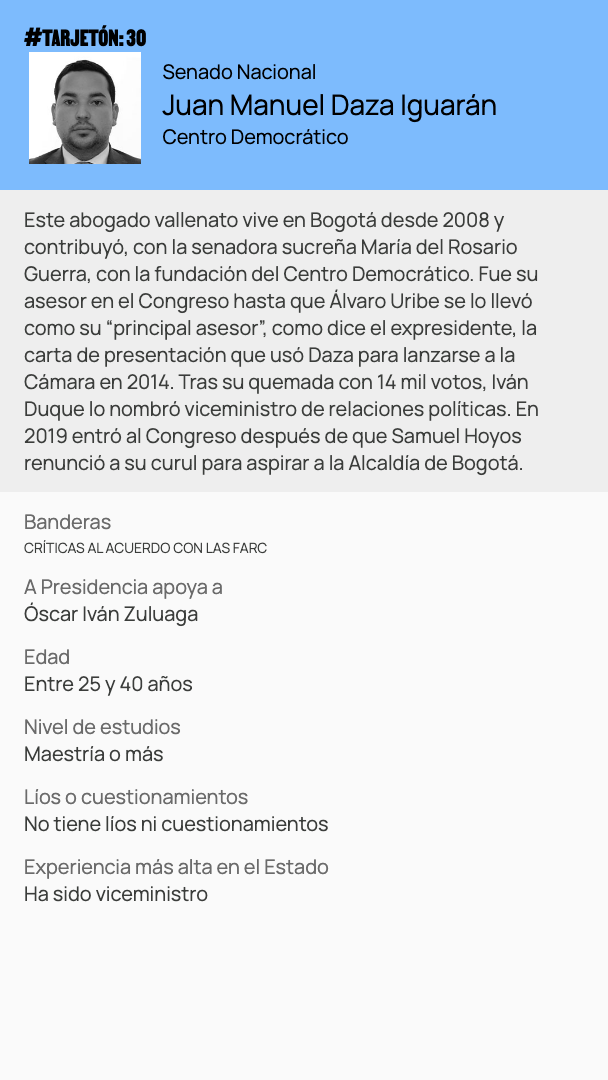 #TARJETÓN: 30
Senado Nacional
Juan Manuel Daza Iguarán
Centro Democrático
Este abogado vallenato vive en Bogotá desde 2008 y
contribuyó, con la senadora sucreña María del Rosario
Guerra, con la fundación del Centro Democrático. Fue su
asesor en el Congreso hasta que Álvaro Uribe se lo llevó
como su “principal asesor”, como dice el expresidente, la
carta de presentación que usó Daza para lanzarse a la
Cámara en 2014. Tras su quemada con 14 mil votos, Iván
Duque lo nombró viceministro de relaciones políticas. En
2019 entró al Congreso después de que Samuel Hoyos
renunció a su curul para aspirar a la Alcaldía de Bogotá.
Banderas
CRÍTICAS AL ACUERDO CON LAS FARC
A Presidencia apoya a
Óscar Iván Zuluaga
Edad
Entre 25 y 40 años
Nivel de estudios
Maestría o más
Líos o cuestionamientos
No tiene líos ni cuestionamientos
Experiencia más alta en el Estado
Ha sido viceministro